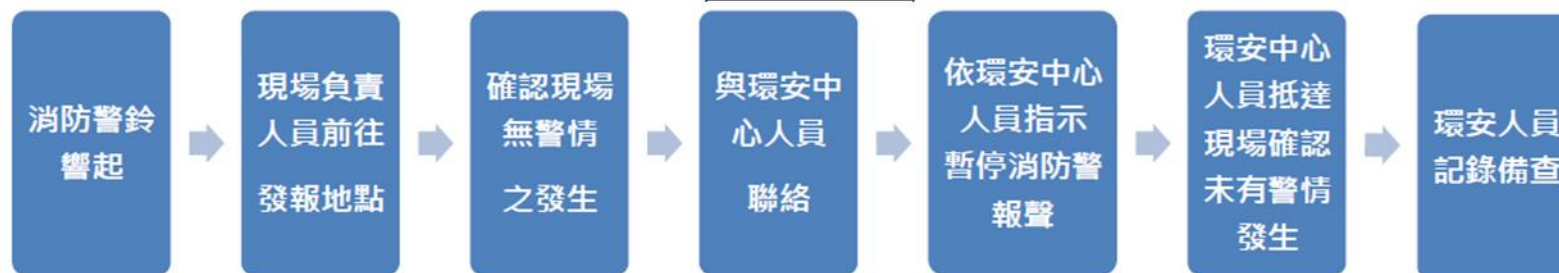 消防警鈴
響起
現場負責
人員前往
發報地點
確認現場
無警情
之發生
與環安中
心人員
聯絡
依環安中心
人員指示
暫停消防警
報聲
環安中心
人員抵達
現場確認
未有警情
發生
環安人員
記錄備查